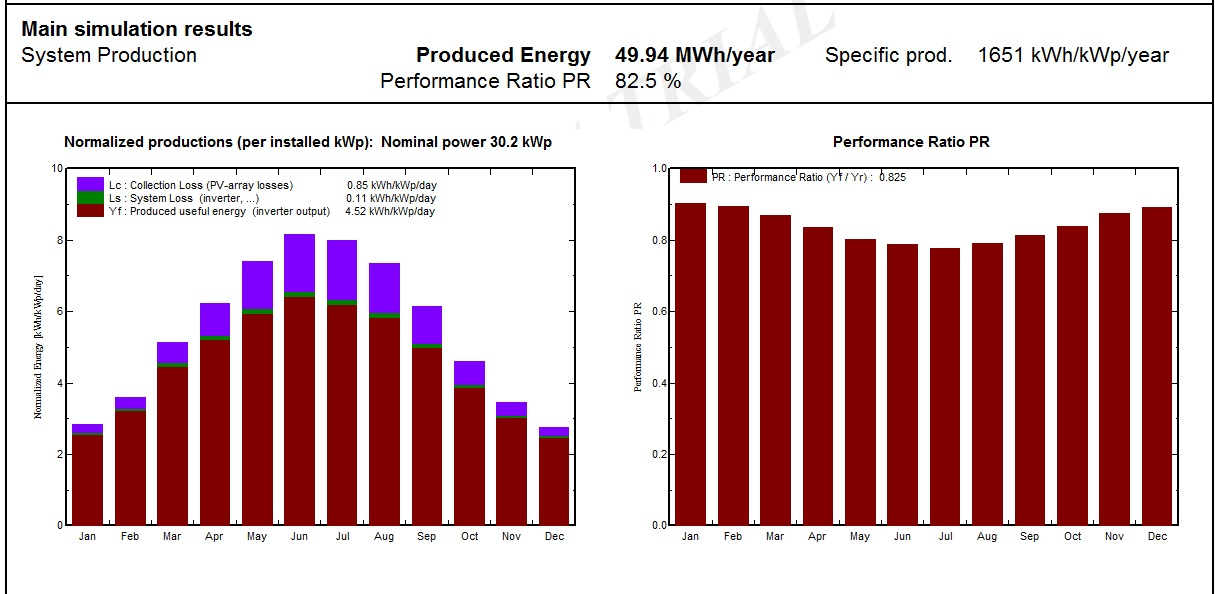 Main simulation results
System Production Produced Energy 49.94 MWh/year Specific prod. 1651 kWh/kWp/year
Performance Ratio PR 82.5 %
TRIAL
Normalized productions (per installed kWp): Nominal power 30.2 kWp
10
Lc : Collection Loss (PV-array losses) 0.85 kWh/kWp/day
Ls : System Loss (inverter, ...) 0.11 kWh/kWp/day
Yf : Produced useful energy (inverter output) 4.52 kWh/kWp/day
8
6
4
2
0
Normalized Energy [kWh/kWp/day]
Jan Feb Mar Apr May Jun Jul Aug Sep Oct Nov Dec
Performance Ratio PR
1.0
PR : Performance Ratio (Yf / Yr) : 0.825
0.8
0.6
0.4
0.2
0.0
Performance Ratio PR
Jan Feb Mar Apr May Jun Jul Aug Sep Oct Nov Dec